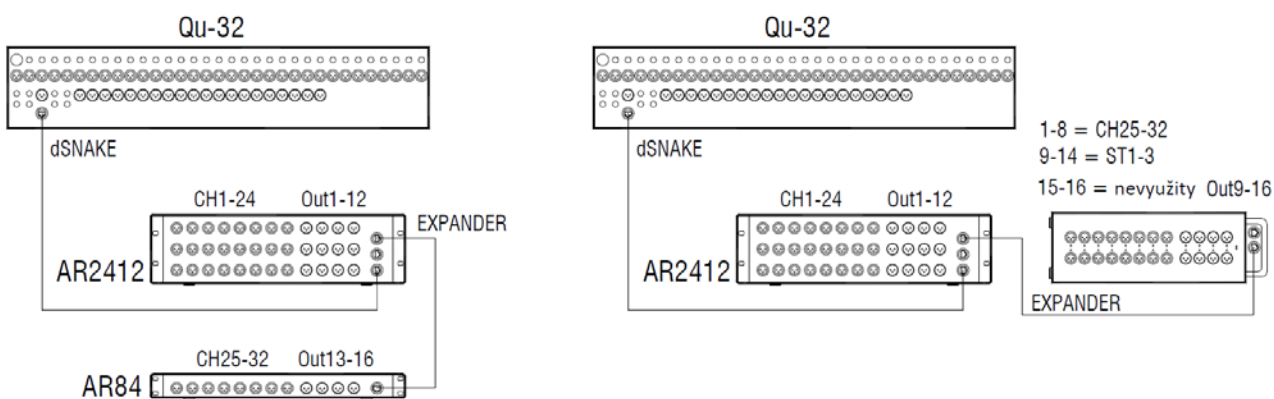 Qu-32
dSNAKE
CH1-24 Out1-12
EXPANDER
AR2412
CH25-32 Out13-16
AR84
Qu-32
dSNAKE
1-8 = CH25-32
9-14 = ST1-3
15-16 = nevyužity Out9-16
CH1-24 Out1-12
AR2412
EXPANDER